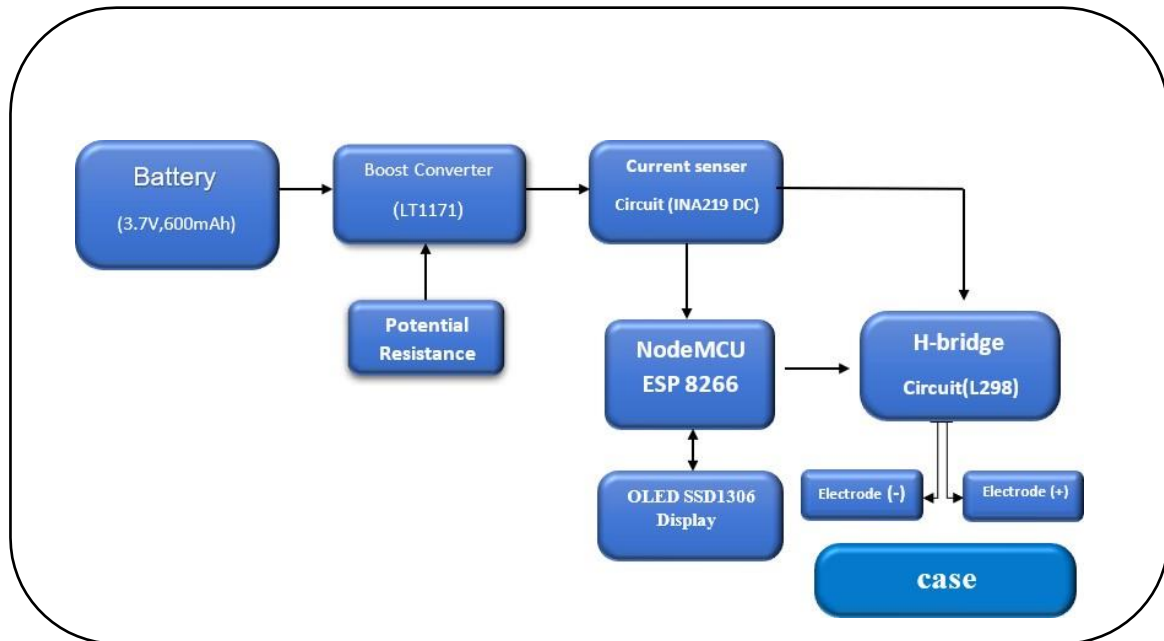 Battery
(3.7V,600mAh)
Boost Converter
(LT1171)
Current senser
Circuit (INA219 DC)
Potential
Resistance
NodeMCU
ESP 8266
H-bridge
Circuit(L298)
OLED SSD1306
Display
Electrode (-)
Electrode (+)
case